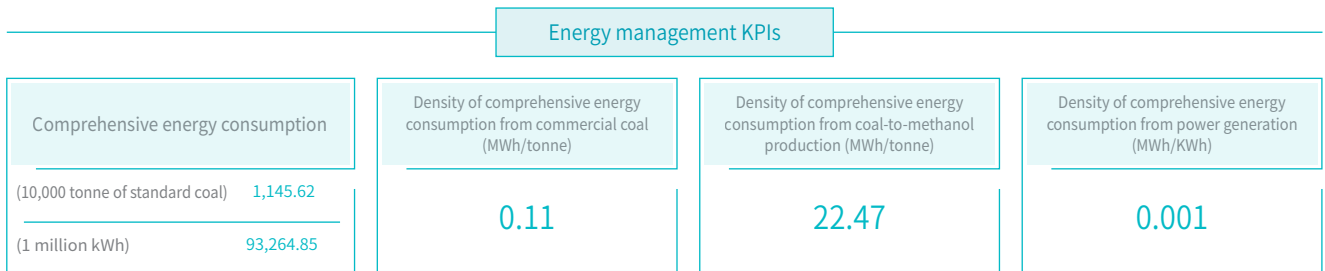 Energy management KPIs
Comprehensive energy consumption
(10,000 tonne of standard coal) 1,145.62
(1 million kWh) 93,264.85
Density of comprehensive energy
consumption from commercial coal
(MWh/tonne)
0.11
Density of comprehensive energy
consumption from coal-to-methanol
production (MWh/tonne)
22.47
Density of comprehensive energy
consumption from power generation
(MWh/KWh)
0.001